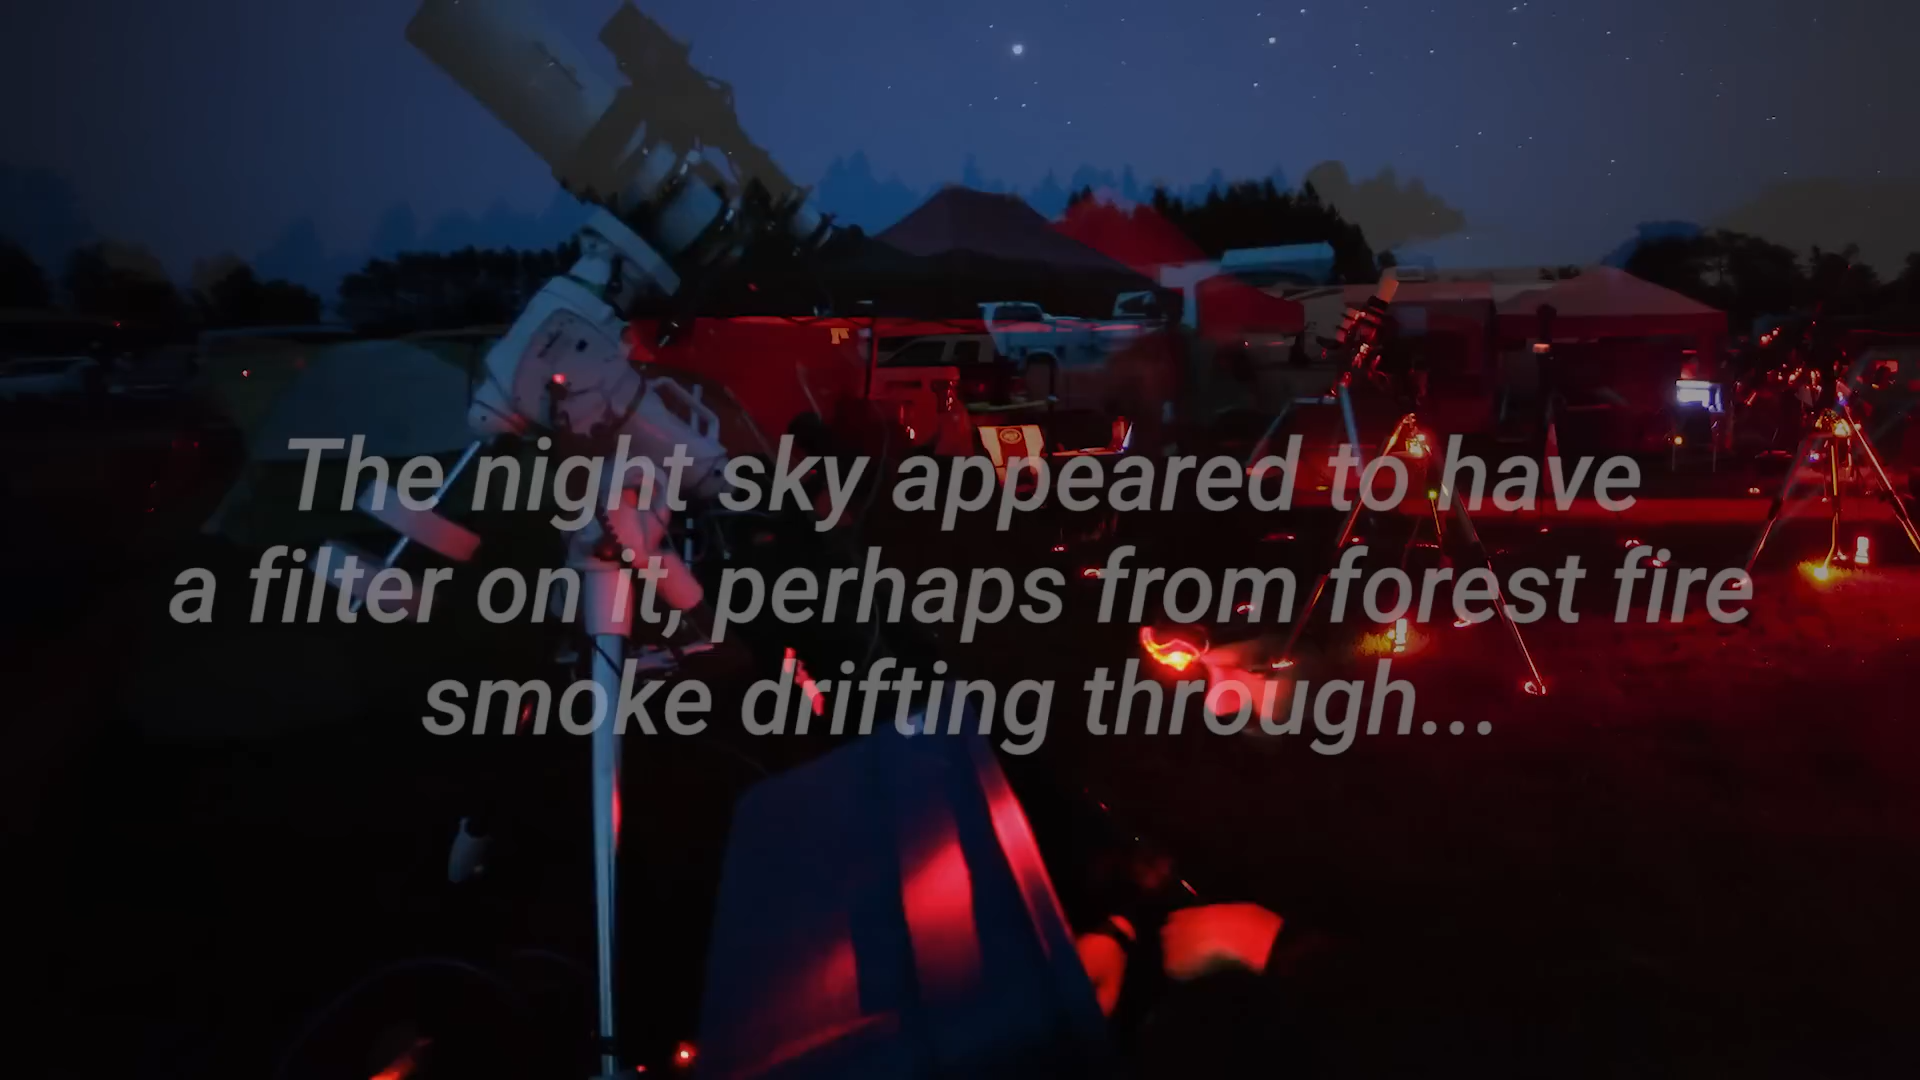 The night sky appeared to have
a filter on it, perhaps from forest fire
smoke drifting through...